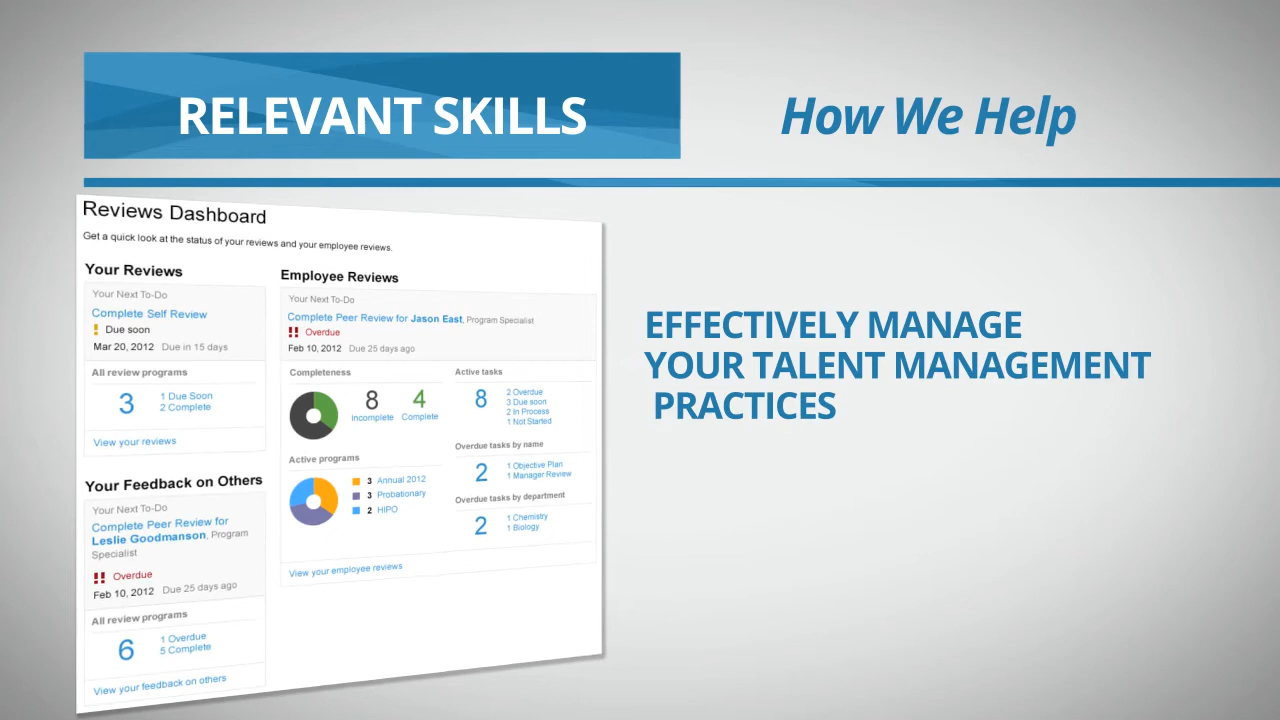 RELEVANT SKILLS
How We Help
Reviews Dashboard
Get a quick look at the status of your reviews and your employee reviews.
Your Reviews
Your Next To-Do
Complete Self Review
! Due soon
Mar 20, 2012 Due in 15 days
All review programs
3
1 Due Soon
2 Complete
View your reviews
Your Feedback on Others
Your Next To-Do
Complete Peer Review for
Leslie Goodmanson, Program
Specialist
!! Overdue
Feb 10, 2012 Due 25 days ago
All review programs
6
1 Overdue
5 Complete
View your feedback on others
Employee Reviews
Your Next To-Do
Complete Peer Review for Jason East, Program Specialist
!! Overdue
Feb 10, 2012 Due 25 days ago
Completeness
8
Incomplete
4
Complete
Active programs
3 Annual 2012
3 Probationary
2 HIPO
Active tasks
8
2 Overdue
3 Due soon
2 In Process
1 Not Started
Overdue tasks by name
2
1 Objective Plan
1 Manager Review
Overdue tasks by department
2
1 Chemistry
1 Biology
View your employee reviews
EFFECTIVELY MANAGE
YOUR TALENT MANAGEMENT
PRACTICES